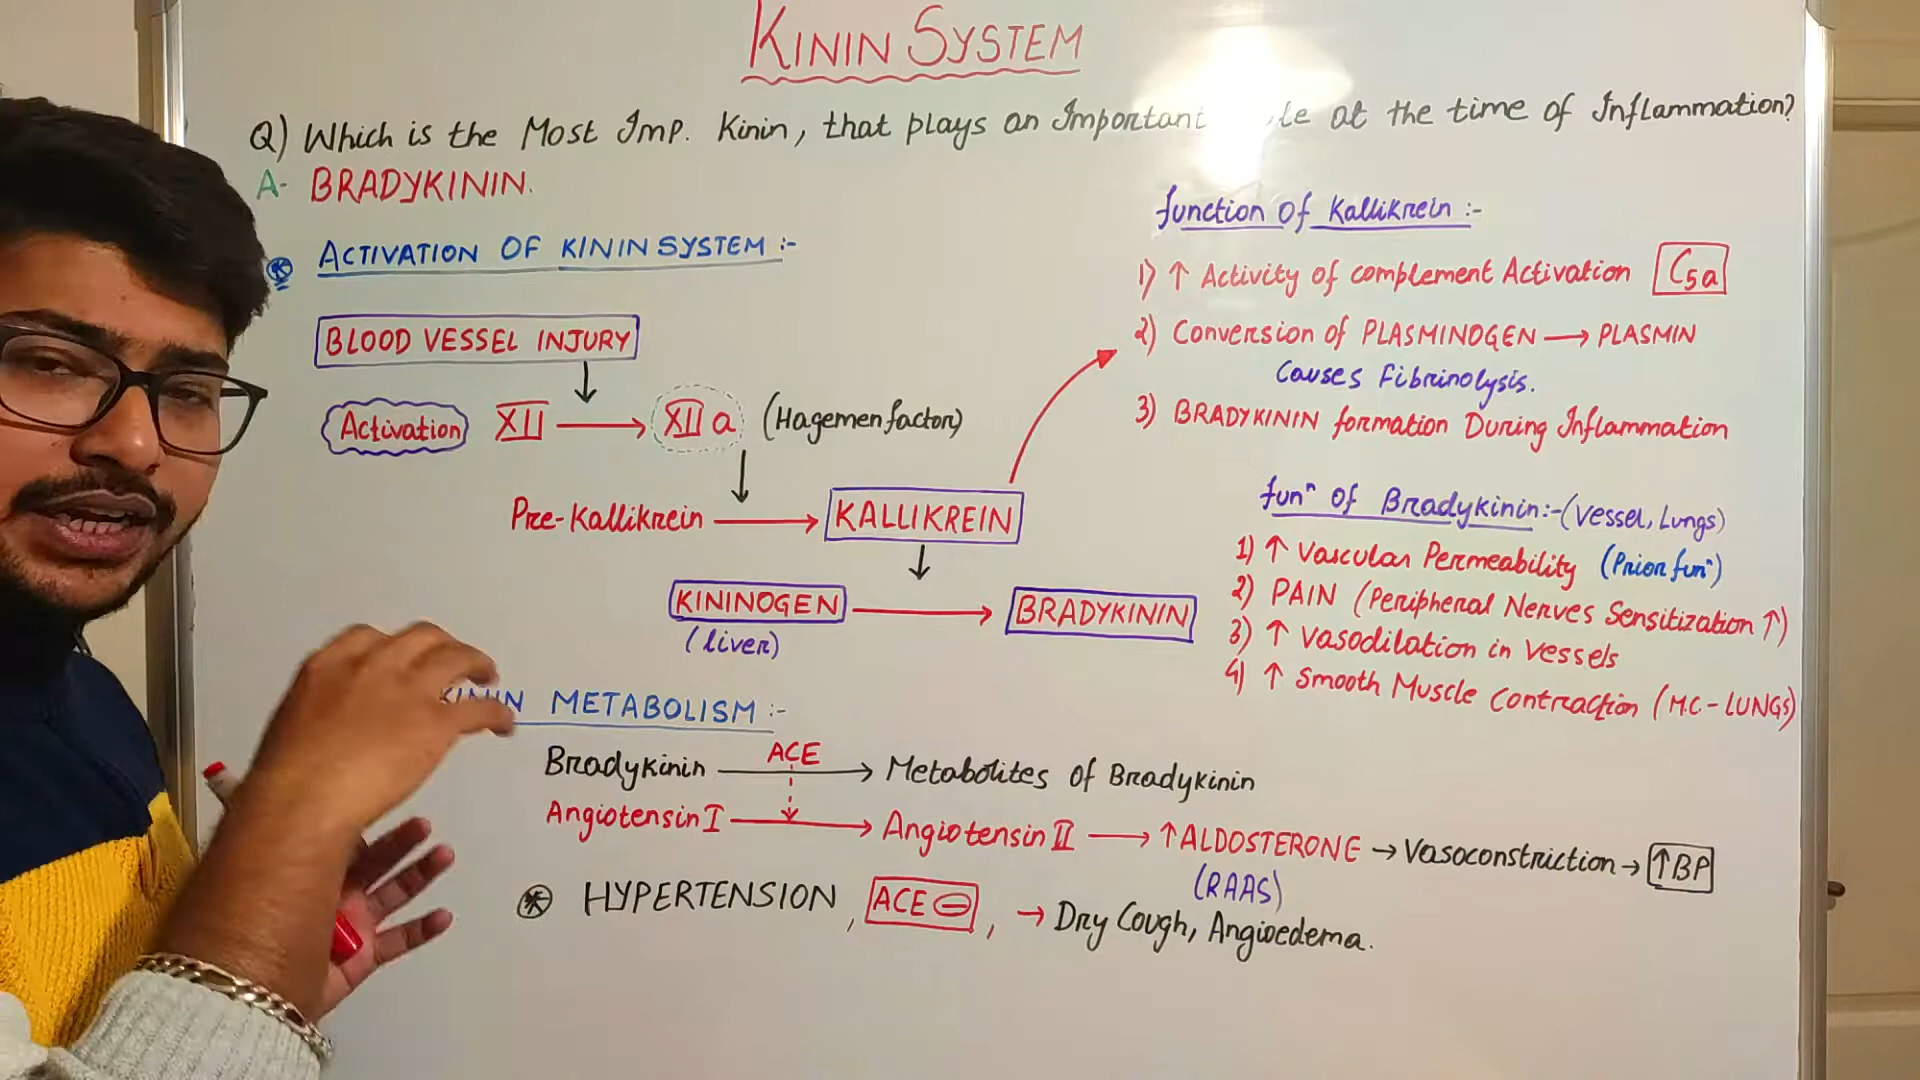 KININ SYSTEM
Q) Which is the Most Imp. Kinin, that plays an Important at the time of Inflammation?
A- BRADYKININ.
ACTIVATION OF KININ SYSTEM :-
BLOOD VESSEL INJURY
Activation XII → XII a (Hagemen factor)
Pre-Kallikrein → KALLIKREIN
KININOGEN → BRADYKININ
(liver)
function of Kallikrein :-
1) ↑ Activity of complement Activation C5a
2) Conversion of PLASMINOGEN → PLASMIN
Causes Fibrinolysis.
3) BRADYKININ formation During Inflammation
funⁿ of Bradykinin:-(Vessel, Lungs)
1) ↑ Vascular Permeability (Prior funⁿ)
2) PAIN (Peripheral Nerves Sensitization ↑)
3) ↑ Vasodilation in vessels
4) ↑ Smooth Muscle Contraction (M.C - LUNGS)
KININ METABOLISM :-
ACE
Bradykinin → Metabolites of Bradykinin
Angiotensin I → Angiotensin II → ↑ALDOSTERONE → Vasoconstriction → ↑BP
(RAAS)
HYPERTENSION, ACE ⊖, → Dry Cough, Angioedema.